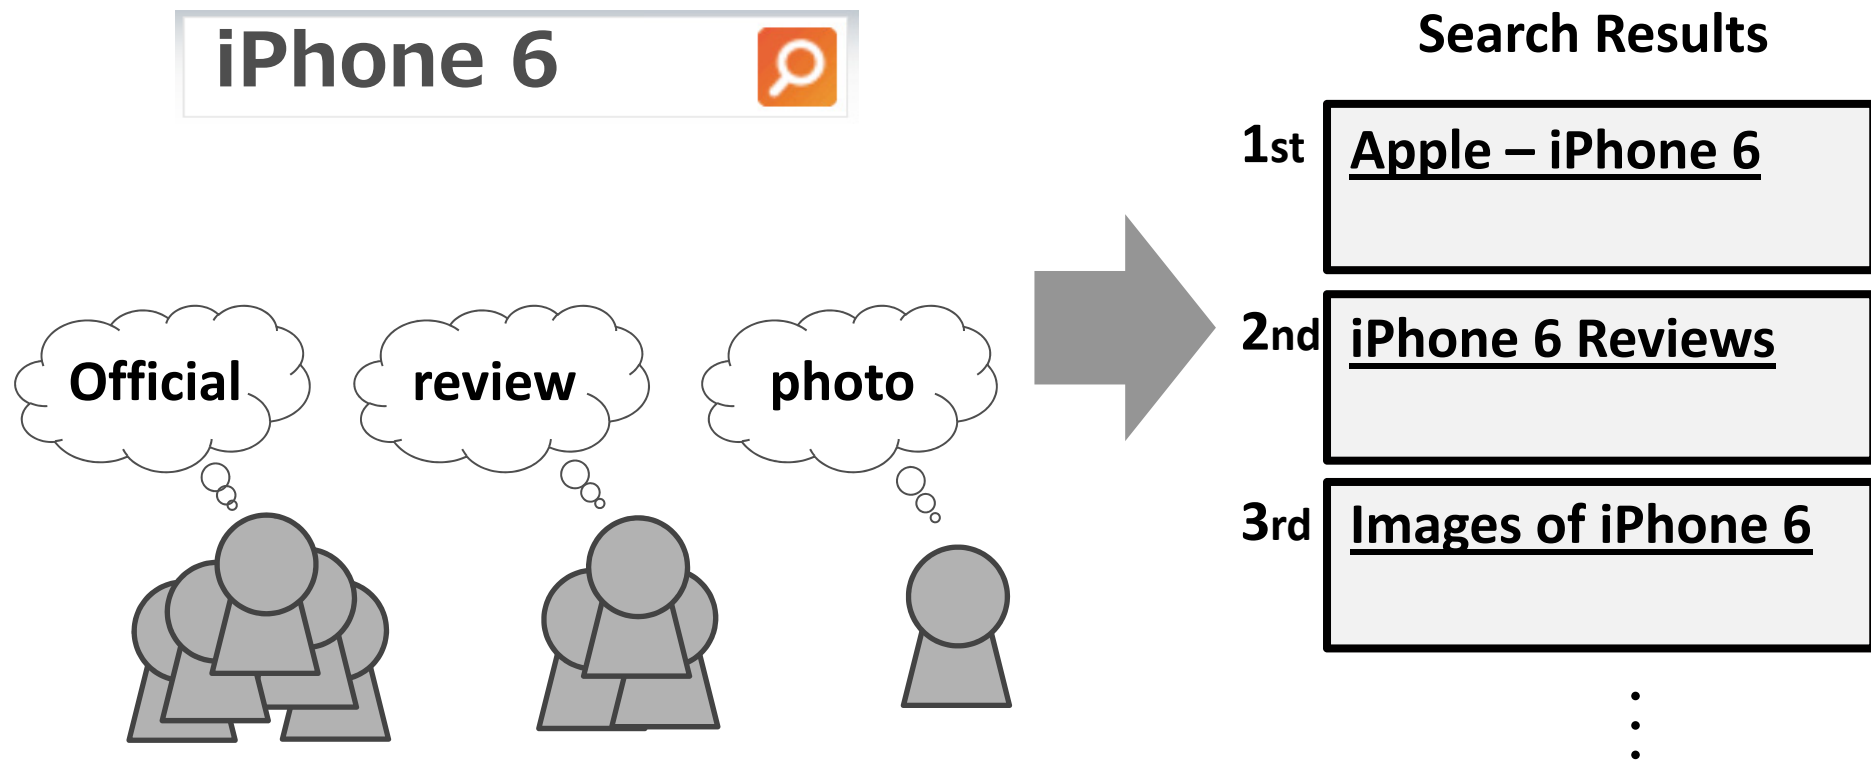 iPhone 6
Official
review
photo
Search Results
1st
Apple – iPhone 6
2nd
iPhone 6 Reviews
3rd
Images of iPhone 6